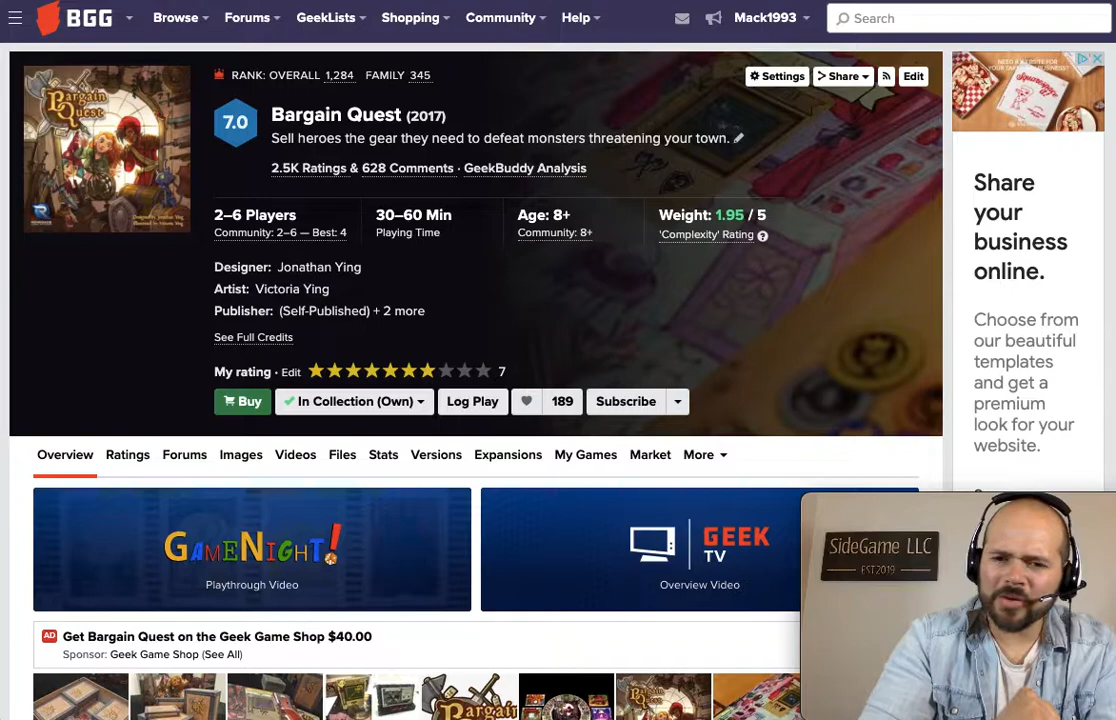 BGG
Browse
Forums
GeekLists
Shopping
Community
Help
Mack1993
Search
Bargain
Quest
RANK: OVERALL 1,284 FAMILY 345
Settings
Share
Edit
7.0
Bargain Quest (2017)
Sell heroes the gear they need to defeat monsters threatening your town.
2.5K Ratings & 628 Comments · GeekBuddy Analysis
2–6 Players
Community: 2–6 — Best: 4
30–60 Min
Playing Time
Age: 8+
Community: 8+
Weight: 1.95 / 5
'Complexity' Rating
Designer: Jonathan Ying
Artist: Victoria Ying
Publisher: (Self-Published) + 2 more
See Full Credits
My rating · Edit
7
Buy
In Collection (Own)
Log Play
189
Subscribe
Share
your
business
online.
Choose from
our beautiful
templates
and get a
premium
look for your
website.
Overview
Ratings
Forums
Images
Videos
Files
Stats
Versions
Expansions
My Games
Market
More
GAMENIGHT!
Playthrough Video
GEEK
TV
Overview Video
SideGame LLC
EST 2019
AD
Get Bargain Quest on the Geek Game Shop $40.00
Sponsor: Geek Game Shop (See All)